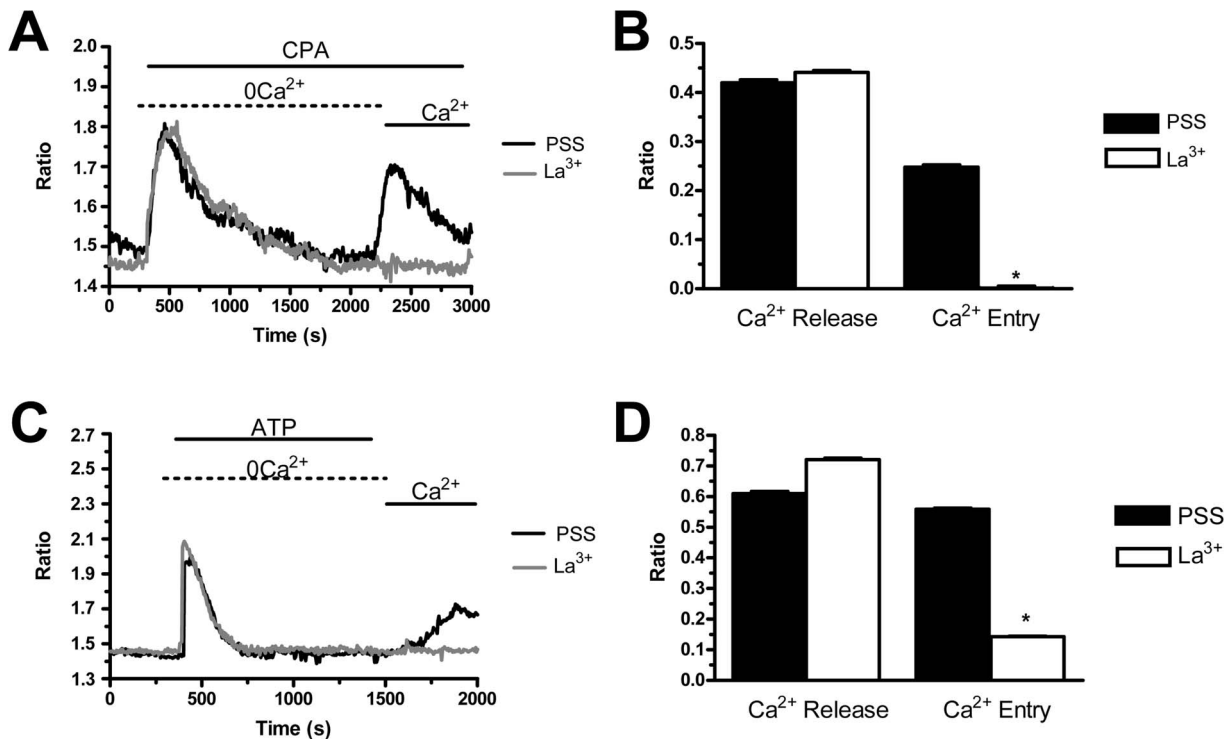 A
2.0
1.9
1.8
1.7
1.6
1.5
1.4
Ratio
CPA
0Ca²⁺
Ca²⁺
PSS
La³⁺
0 500 1000 1500 2000 2500 3000
Time (s)
B
0.5
0.4
0.3
0.2
0.1
0.0
Ratio
*
PSS
La³⁺
Ca²⁺ Release Ca²⁺ Entry
C
2.7
2.5
2.3
2.1
1.9
1.7
1.5
1.3
Ratio
ATP
0Ca²⁺
Ca²⁺
PSS
La³⁺
0 500 1000 1500 2000
Time (s)
D
0.8
0.7
0.6
0.5
0.4
0.3
0.2
0.1
0.0
Ratio
*
PSS
La³⁺
Ca²⁺ Release Ca²⁺ Entry